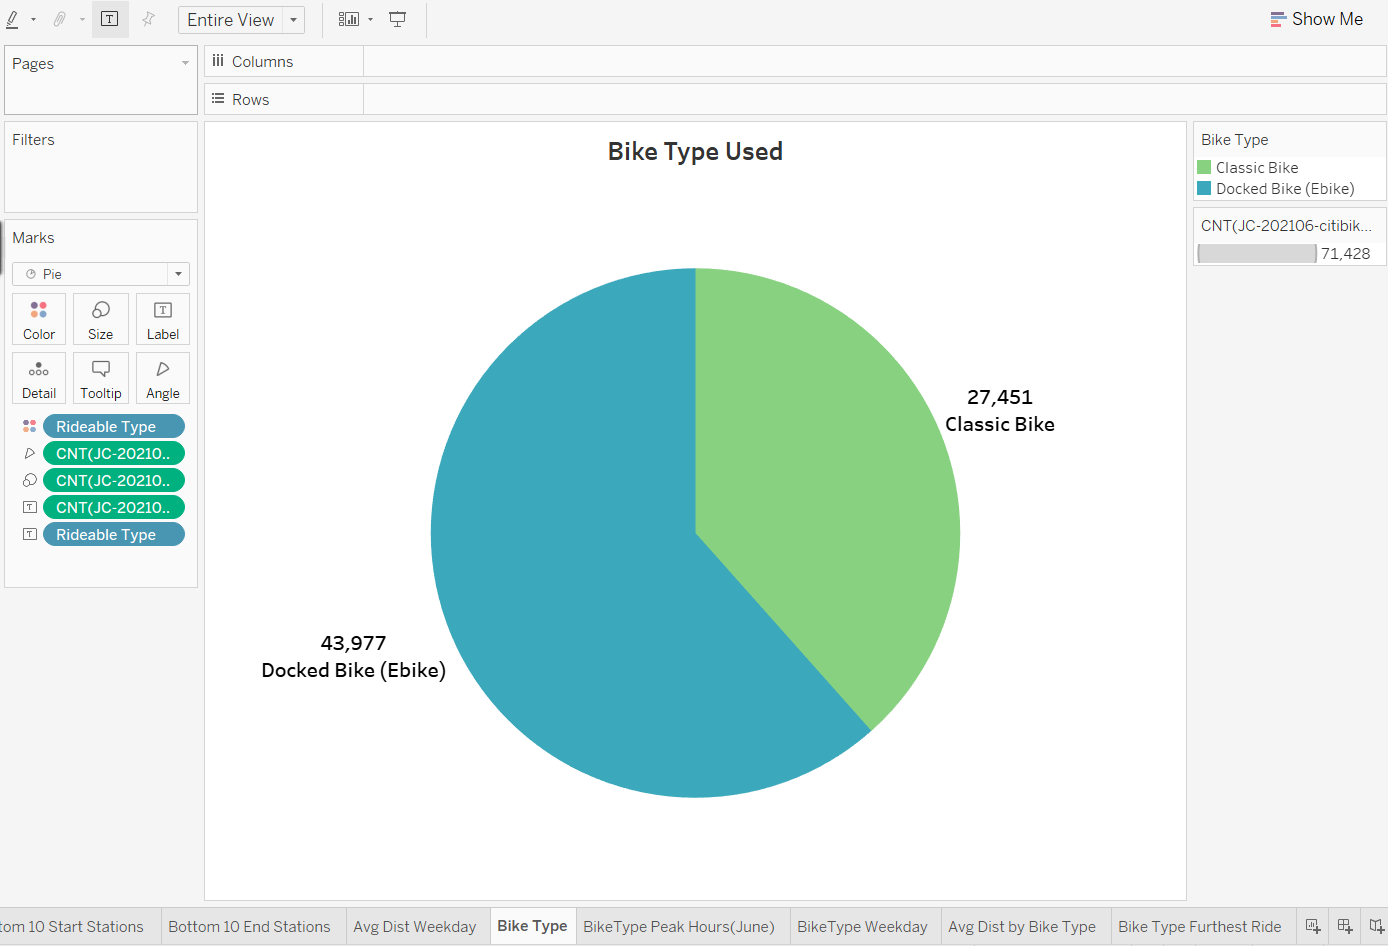 Entire View
Show Me
Pages
Columns
Rows
Filters
Marks
Pie
Color
Size
T
Label
Detail
Tooltip
Angle
Rideable Type
CNT(JC-20210..
CNT(JC-20210..
CNT(JC-20210..
Rideable Type
Bike Type Used
27,451
Classic Bike
43,977
Docked Bike (Ebike)
Bike Type
Classic Bike
Docked Bike (Ebike)
CNT(JC-202106-citibik...
71,428
tom 10 Start Stations
Bottom 10 End Stations
Avg Dist Weekday
Bike Type
BikeType Peak Hours(June)
BikeType Weekday
Avg Dist by Bike Type
Bike Type Furthest Ride